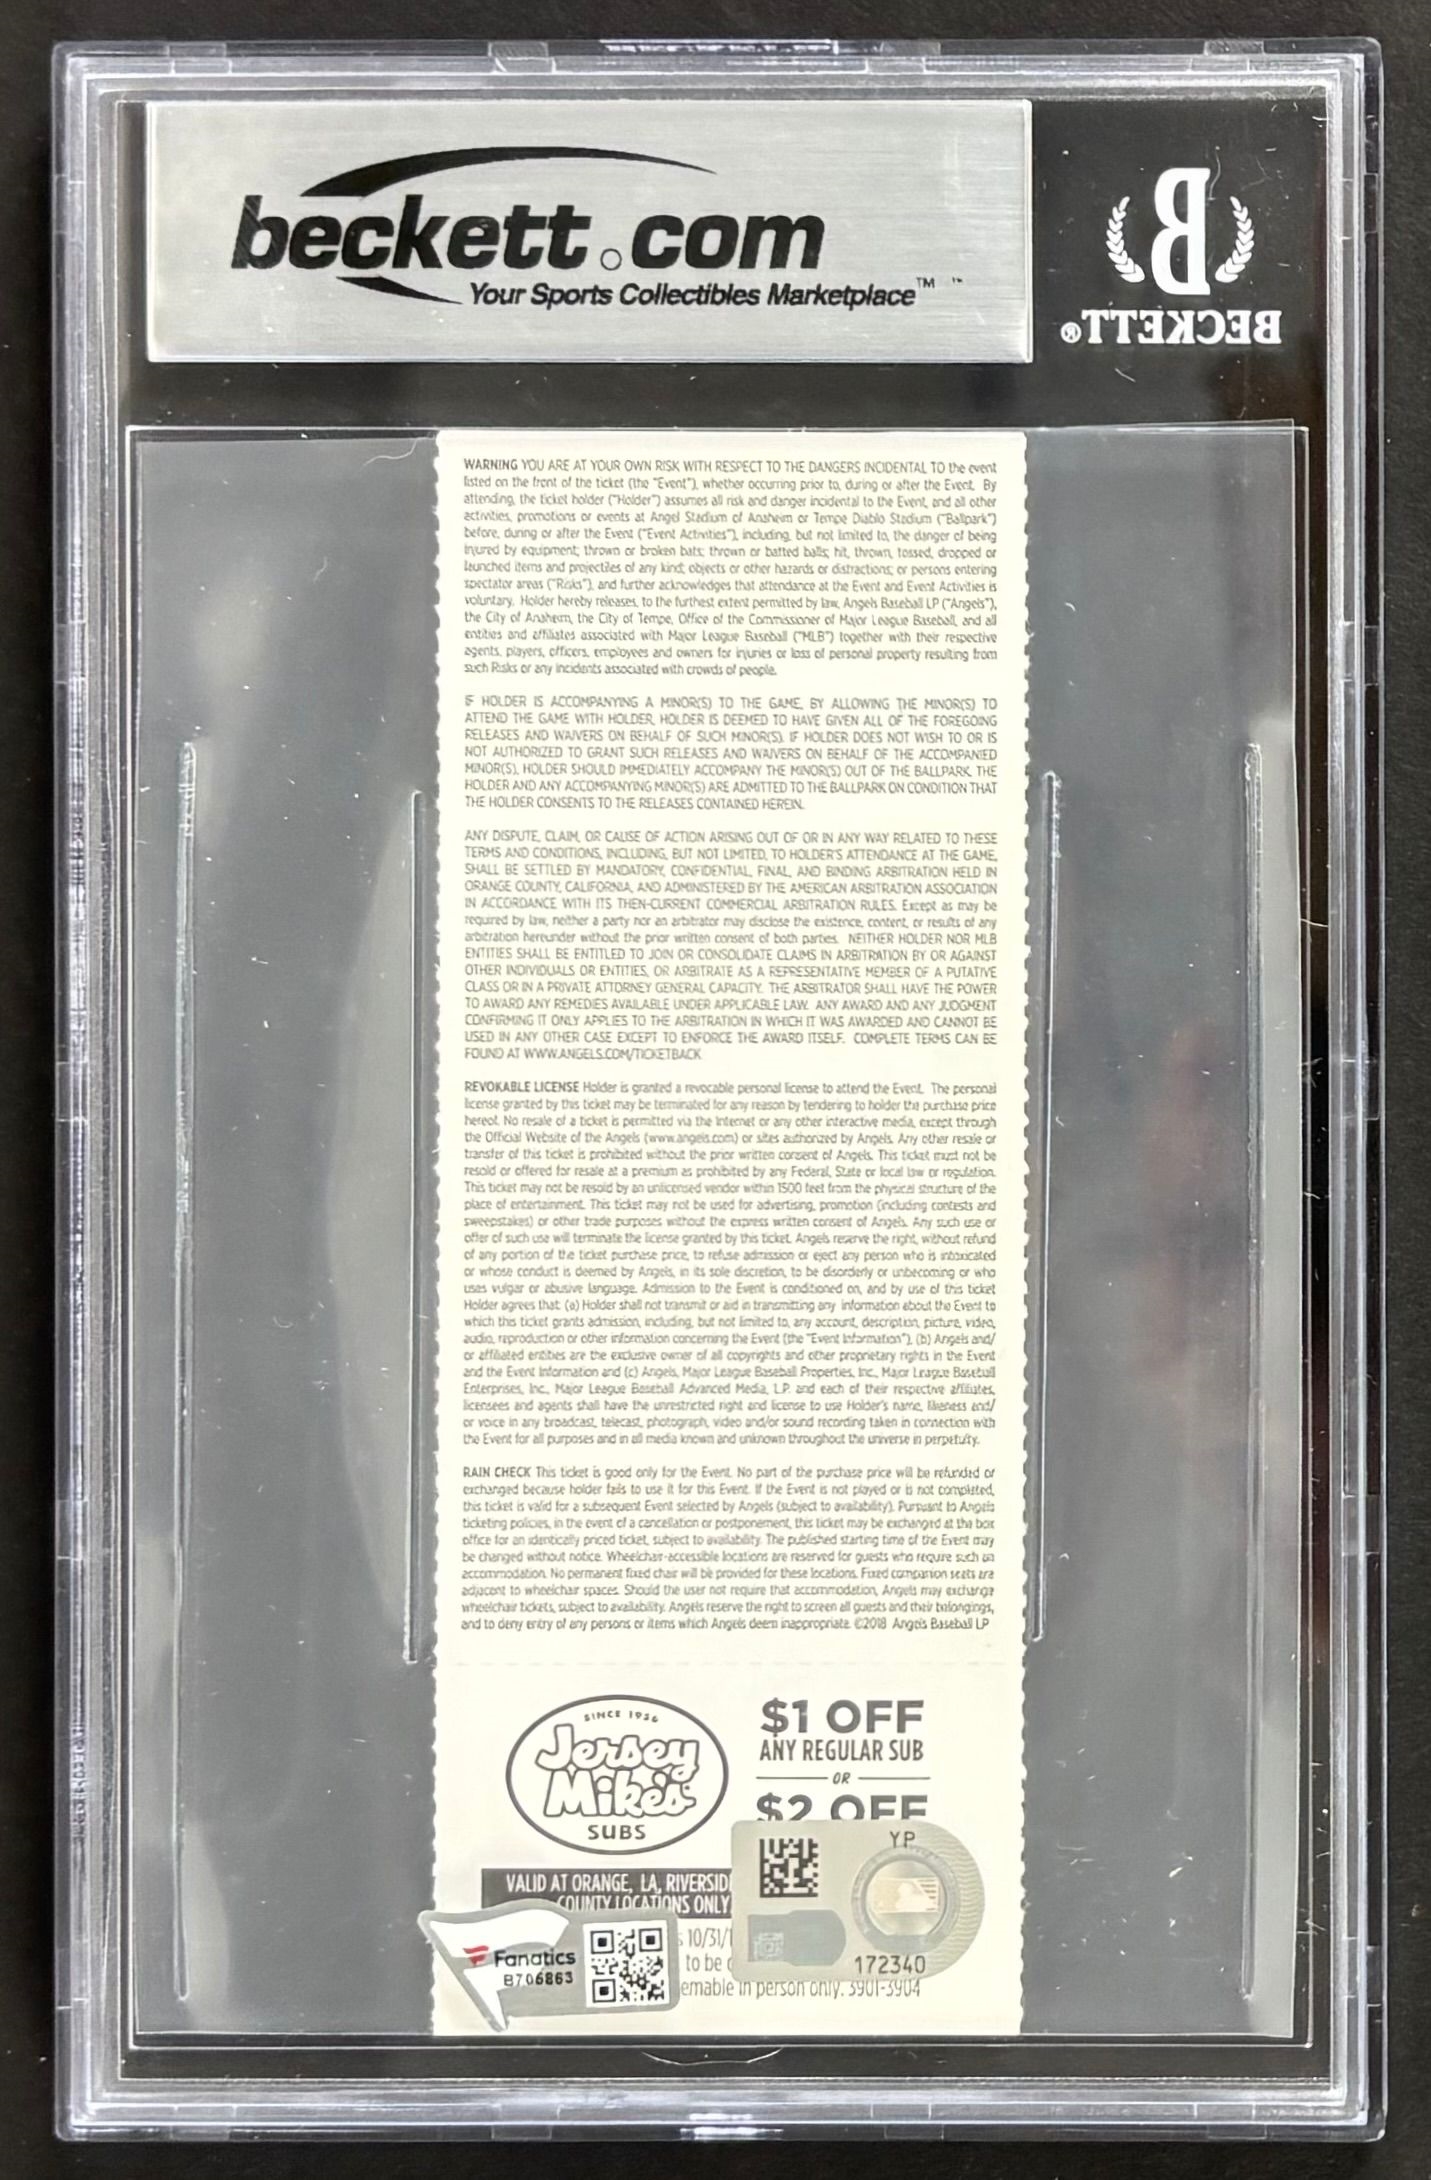 beckett.com
Your Sports Collectibles Marketplace™ ™
B
BECKETT®
WARNING YOU ARE AT YOUR OWN RISK WITH RESPECT TO THE DANGERS INCIDENTAL TO the event
listed on the front of the ticket (the "Event"), whether occurring prior to, during or after the Event. By
attending, the ticket holder ("Holder") assumes all risk and danger incidental to the Event, and all other
activities, promotions or events at Angel Stadium of Anaheim or Tempe Diablo Stadium ("Ballpark")
before, during or after the Event ("Event Activities"), including, but not limited to, the danger of being
injured by equipment; thrown or broken bats; thrown or batted balls; hit, thrown, tossed, dropped or
launched items and projectiles of any kind; objects or other hazards or distractions; or persons entering
spectator areas ("Risks"), and further acknowledges that attendance at the Event and Event Activities is
voluntary. Holder hereby releases, to the furthest extent permitted by law, Angels Baseball LP ("Angels"),
the City of Anaheim, the City of Tempe, Office of the Commissioner of Major League Baseball, and all
entities and affiliates associated with Major League Baseball ("MLB") together with their respective
agents, players, officers, employees and owners for injuries or loss of personal property resulting from
such Risks or any incidents associated with crowds of people.
IF HOLDER IS ACCOMPANYING A MINOR(S) TO THE GAME, BY ALLOWING THE MINOR(S) TO
ATTEND THE GAME WITH HOLDER, HOLDER IS DEEMED TO HAVE GIVEN ALL OF THE FOREGOING
RELEASES AND WAIVERS ON BEHALF OF SUCH MINOR(S). IF HOLDER DOES NOT WISH TO OR IS
NOT AUTHORIZED TO GRANT SUCH RELEASES AND WAIVERS ON BEHALF OF THE ACCOMPANIED
MINOR(S), HOLDER SHOULD IMMEDIATELY ACCOMPANY THE MINOR(S) OUT OF THE BALLPARK. THE
HOLDER AND ANY ACCOMPANYING MINOR(S) ARE ADMITTED TO THE BALLPARK ON CONDITION THAT
THE HOLDER CONSENTS TO THE RELEASES CONTAINED HEREIN.
ANY DISPUTE, CLAIM, OR CAUSE OF ACTION ARISING OUT OF OR IN ANY WAY RELATED TO THESE
TERMS AND CONDITIONS, INCLUDING, BUT NOT LIMITED, TO HOLDER'S ATTENDANCE AT THE GAME,
SHALL BE SETTLED BY MANDATORY, CONFIDENTIAL, FINAL, AND BINDING ARBITRATION HELD IN
ORANGE COUNTY, CALIFORNIA, AND ADMINISTERED BY THE AMERICAN ARBITRATION ASSOCIATION
IN ACCORDANCE WITH ITS THEN-CURRENT COMMERCIAL ARBITRATION RULES. Except as may be
required by law, neither a party nor an arbitrator may disclose the existence, content, or results of any
arbitration hereunder without the prior written consent of both parties. NEITHER HOLDER NOR MLB
ENTITIES SHALL BE ENTITLED TO JOIN OR CONSOLIDATE CLAIMS IN ARBITRATION BY OR AGAINST
OTHER INDIVIDUALS OR ENTITIES, OR ARBITRATE AS A REPRESENTATIVE MEMBER OF A PUTATIVE
CLASS OR IN A PRIVATE ATTORNEY GENERAL CAPACITY. THE ARBITRATOR SHALL HAVE THE POWER
TO AWARD ANY REMEDIES AVAILABLE UNDER APPLICABLE LAW. ANY AWARD AND ANY JUDGMENT
CONFIRMING IT ONLY APPLIES TO THE ARBITRATION IN WHICH IT WAS AWARDED AND CANNOT BE
USED IN ANY OTHER CASE EXCEPT TO ENFORCE THE AWARD ITSELF. COMPLETE TERMS CAN BE
FOUND AT WWW.ANGELS.COM/TICKETBACK
REVOKABLE LICENSE Holder is granted a revocable personal license to attend the Event. The personal
license granted by this ticket may be terminated for any reason by tendering to holder the purchase price
hereof. No resale of a ticket is permitted via the Internet or any other interactive media, except through
the Official Website of the Angels (www.angels.com) or sites authorized by Angels. Any other resale or
transfer of this ticket is prohibited without the prior written consent of Angels. This ticket must not be
resold or offered for resale at a premium as prohibited by any Federal, State or local law or regulation.
This ticket may not be resold by an unlicensed vendor within 1500 feet from the physical structure of the
place of entertainment. This ticket may not be used for advertising, promotion (including contests and
sweepstakes) or other trade purposes without the express written consent of Angels. Any such use or
offer of such use will terminate the license granted by this ticket. Angels reserve the right, without refund
of any portion of the ticket purchase price, to refuse admission or eject any person who is intoxicated
or whose conduct is deemed by Angels, in its sole discretion, to be disorderly or unbecoming or who
uses vulgar or abusive language. Admission to the Event is conditioned on, and by use of this ticket
Holder agrees that: (a) Holder shall not transmit or aid in transmitting any information about the Event to
which this ticket grants admission, including, but not limited to, any account, description, picture, video,
audio, reproduction or other information concerning the Event (the "Event Information"), (b) Angels and/
or affiliated entities are the exclusive owner of all copyrights and other proprietary rights in the Event
and the Event Information and (c) Angels, Major League Baseball Properties, Inc., Major League Baseball
Enterprises, Inc., Major League Baseball Advanced Media, L.P. and each of their respective affiliates,
licensees and agents shall have the unrestricted right and license to use Holder's name, likeness and/
or voice in any broadcast, telecast, photograph, video and/or sound recording taken in connection with
the Event for all purposes and in all media known and unknown throughout the universe in perpetuity.
RAIN CHECK This ticket is good only for the Event. No part of the purchase price will be refunded or
exchanged because holder fails to use it for this Event. If the Event is not played or is not completed,
this ticket is valid for a subsequent Event selected by Angels (subject to availability). Pursuant to Angels
ticketing policies, in the event of a cancellation or postponement, this ticket may be exchanged at the box
office for an identically priced ticket, subject to availability. The published starting time of the Event may
be changed without notice. Wheelchair-accessible locations are reserved for guests who require such an
accommodation. No permanent fixed chair will be provided for these locations. Fixed companion seats are
adjacent to wheelchair spaces. Should the user not require that accommodation, Angels may exchange
wheelchair tickets, subject to availability. Angels reserve the right to screen all guests and their belongings,
and to deny entry of any persons or items which Angels deem inappropriate. ©2018 Angels Baseball LP
SINCE 1956
Jersey
Mike's
SUBS
$1 OFF
ANY REGULAR SUB
OR
$2 OFF
VALID AT ORANGE, LA, RIVERSID
COUNTY LOCATIONS ONLY
s 10/31/1
to be
emable in person only. 3901-3904
Fanatics
B706863
YP
172340